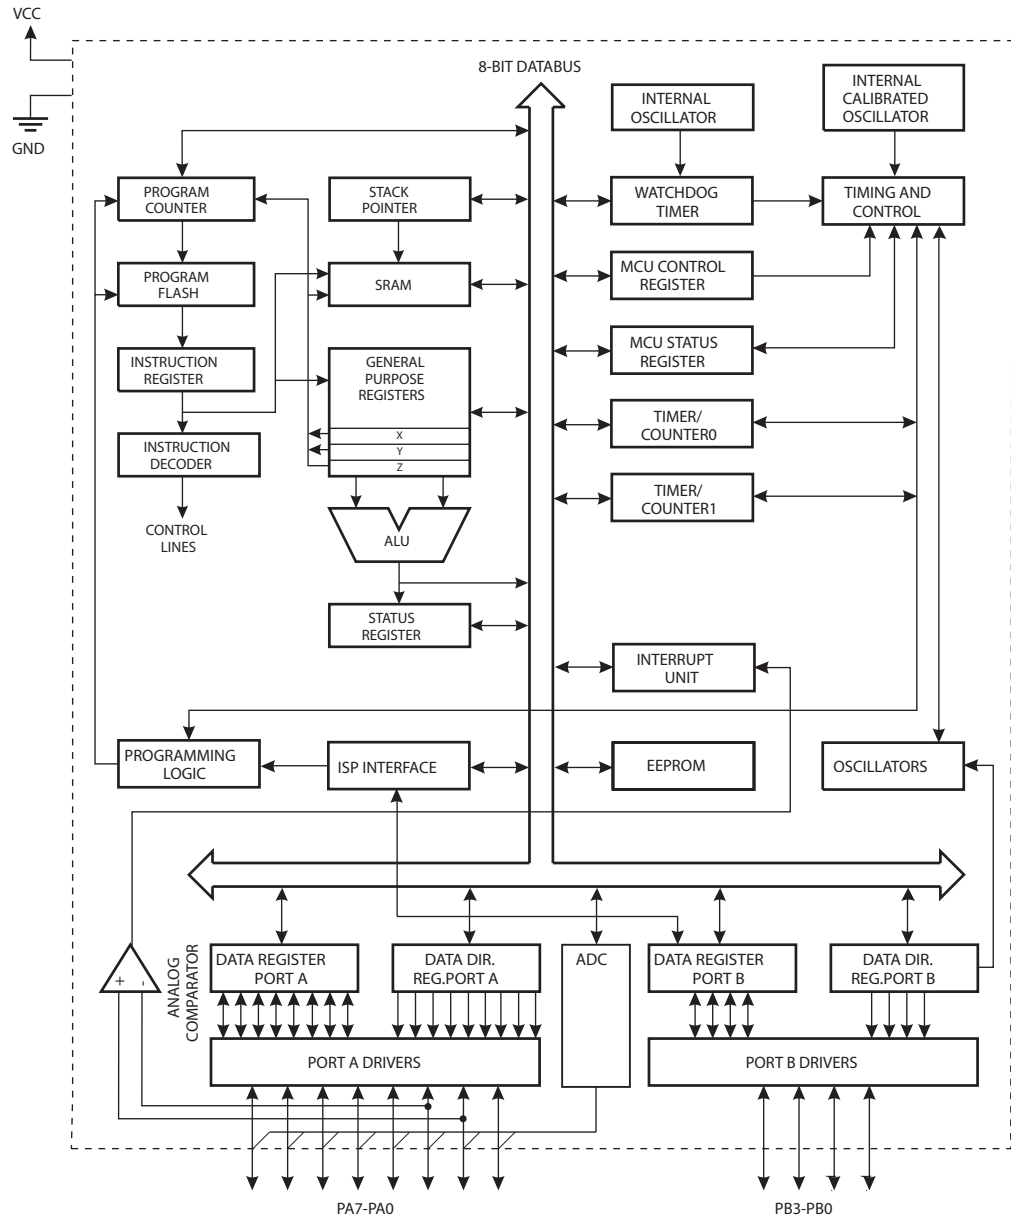 VCC
GND
8-BIT DATABUS
INTERNAL
OSCILLATOR
INTERNAL
CALIBRATED
OSCILLATOR
PROGRAM
COUNTER
STACK
POINTER
WATCHDOG
TIMER
TIMING AND
CONTROL
PROGRAM
FLASH
SRAM
MCU CONTROL
REGISTER
INSTRUCTION
REGISTER
GENERAL
PURPOSE
REGISTERS
X
Y
Z
MCU STATUS
REGISTER
INSTRUCTION
DECODER
TIMER/
COUNTER0
CONTROL
LINES
ALU
TIMER/
COUNTER1
STATUS
REGISTER
INTERRUPT
UNIT
PROGRAMMING
LOGIC
ISP INTERFACE
EEPROM
OSCILLATORS
+
-
ANALOG
COMPARATOR
DATA REGISTER
PORT A
DATA DIR.
REG.PORT A
ADC
DATA REGISTER
PORT B
DATA DIR.
REG.PORT B
PORT A DRIVERS
PORT B DRIVERS
PA7-PA0
PB3-PB0